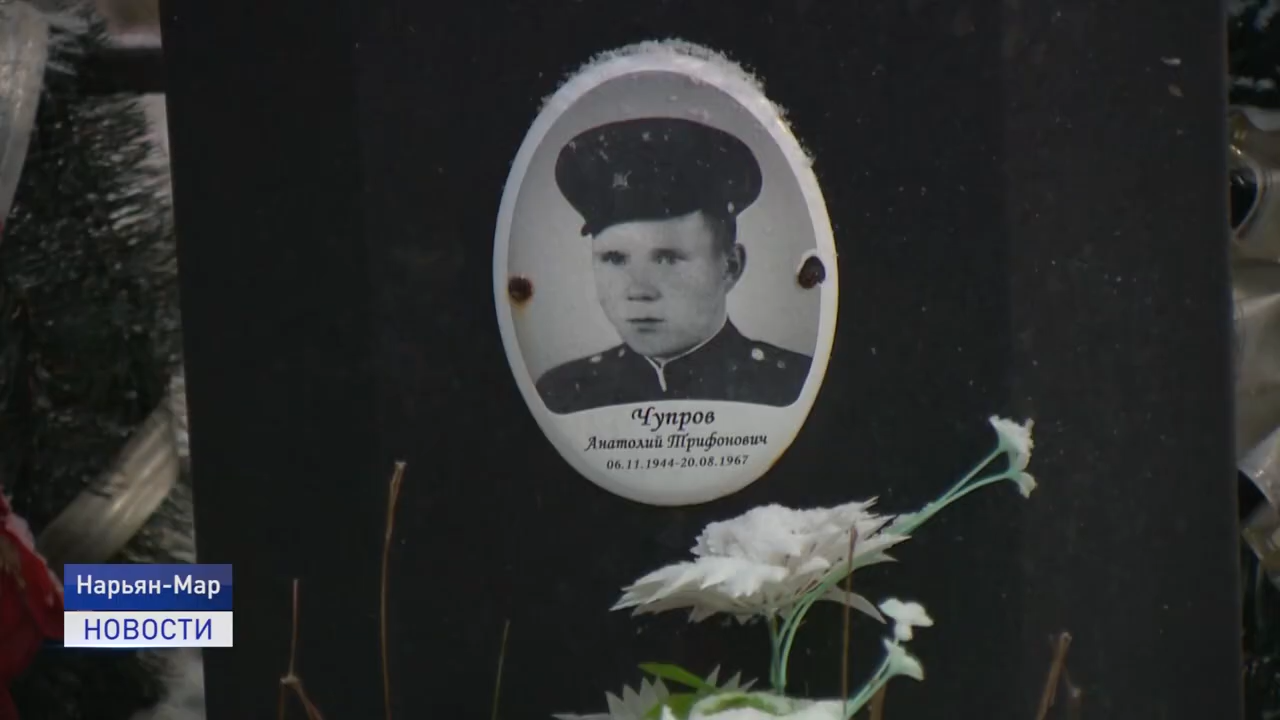 Чупров
Анатолий Трифонович
06.11.1944-20.08.1967
Нарьян-Мар
НОВОСТИ